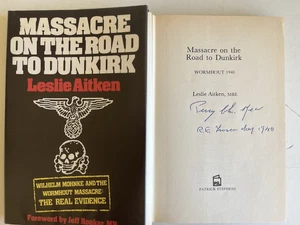 MASSACRE
ON THE ROAD
TO DUNKIRK
Leslie Aitken
WILHELM MOHNKE AND THE
WORMHOUT MASSACRE:
THE REAL EVIDENCE
Foreword by Jeff Rooker, MP
Massacre on the
Road to Dunkirk
WORMHOUT 1940
Leslie Aitken, MBE
PATRICK STEPHENS